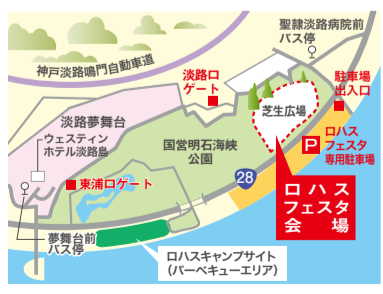 聖隷淡路病院前
バス停
神戸淡路鳴門自動車道
淡路口
ゲート
駐車場
出入口
芝生広場
淡路夢舞台
ウェスティン
ホテル淡路島
国営明石海峡
公園
P
ロハス
フェスタ
専用駐車場
東浦口ゲート
28
ロハス
フェスタ
会場
夢舞台前
バス停
ロハスキャンプサイト
(バーベキューエリア)